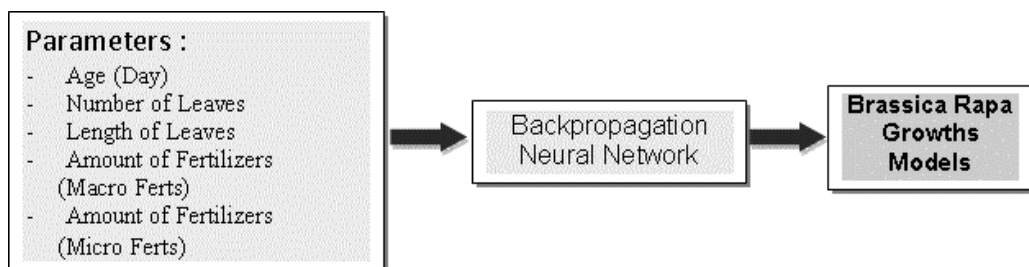 Parameters :
- Age (Day)
- Number of Leaves
- Length of Leaves
- Amount of Fertilizers
(Macro Ferts)
- Amount of Fertilizers
(Micro Ferts)
Backpropagation
Neural Network
Brassica Rapa
Growths
Models